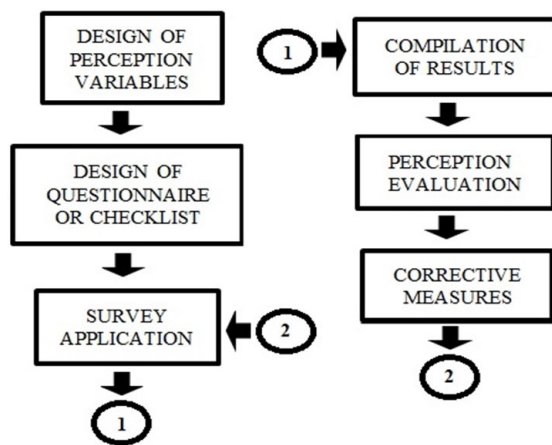 DESIGN OF
PERCEPTION
VARIABLES
DESIGN OF
QUESTIONNAIRE
OR CHECKLIST
SURVEY
APPLICATION
2
1
1
COMPILATION
OF RESULTS
PERCEPTION
EVALUATION
CORRECTIVE
MEASURES
2